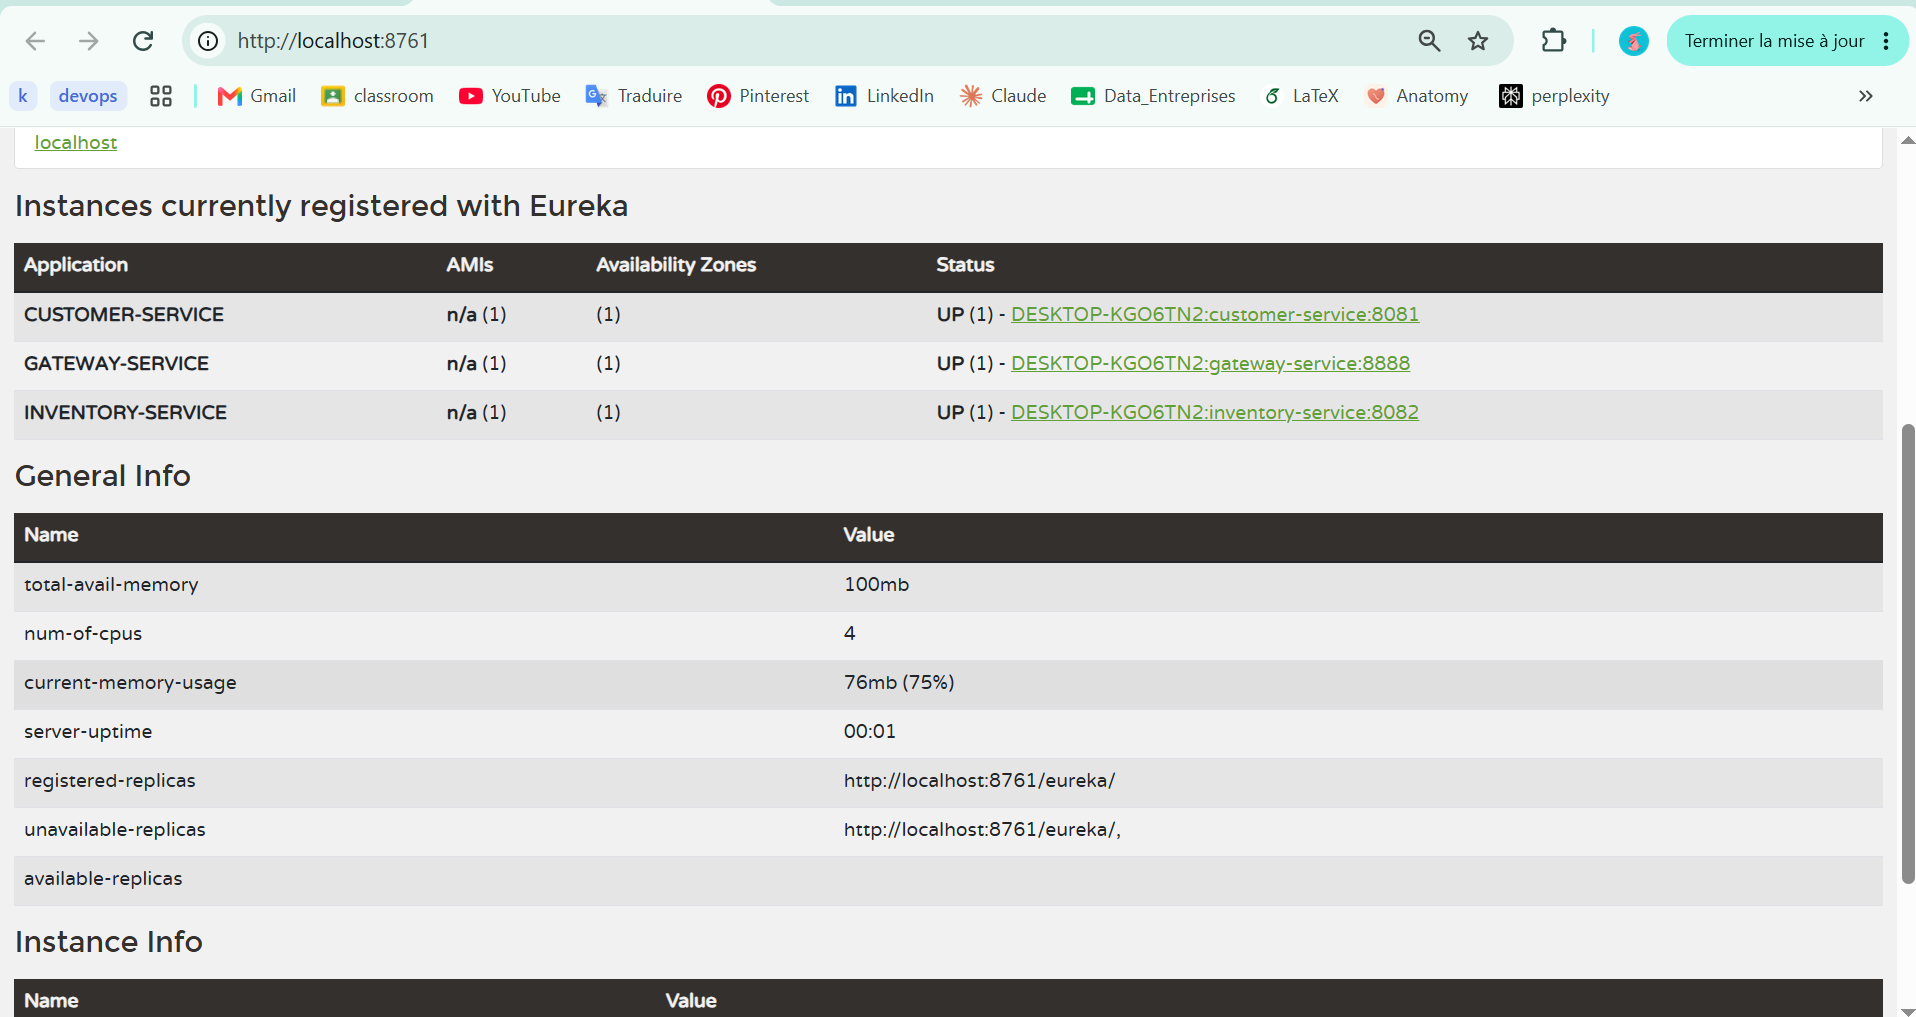 http://localhost:8761
Terminer la mise à jour
k devops Gmail classroom YouTube Traduire Pinterest LinkedIn Claude Data_Entreprises LaTeX Anatomy perplexity »
localhost
Instances currently registered with Eureka
Application AMIs Availability Zones Status
CUSTOMER-SERVICE n/a (1) (1) UP (1) - DESKTOP-KGO6TN2:customer-service:8081
GATEWAY-SERVICE n/a (1) (1) UP (1) - DESKTOP-KGO6TN2:gateway-service:8888
INVENTORY-SERVICE n/a (1) (1) UP (1) - DESKTOP-KGO6TN2:inventory-service:8082
General Info
Name Value
total-avail-memory 100mb
num-of-cpus 4
current-memory-usage 76mb (75%)
server-uptime 00:01
registered-replicas http://localhost:8761/eureka/
unavailable-replicas http://localhost:8761/eureka/,
available-replicas
Instance Info
Name Value